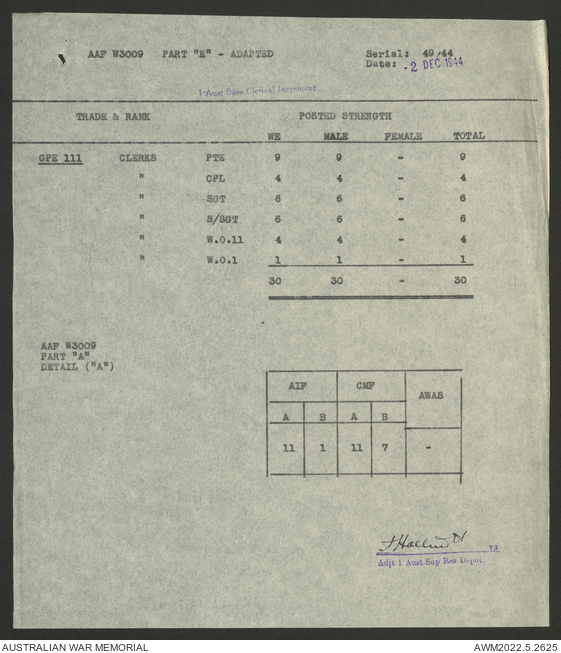 AAF W3009 PART "E" - ADAPTED Serial: 49/44
Date: -2 DEC 1944
1 Aust Base Clerical Increment
TRADE & RANK POSTED STRENGTH
WE MALE FEMALE TOTAL
GPE 111 CLERKS PTE 9 9 - 9
" CPL 4 4 - 4
" SGT 6 6 - 6
" S/SGT 6 6 - 6
" W.O.11 4 4 - 4
" W.O.1 1 1 - 1
30 30 - 30
AAF W3009
PART "A"
DETAIL ("A")
AIF CMF AWAS
A B A B
11 1 11 7 -
Adjt 1 Aust Sup Res Depot
AUSTRALIAN WAR MEMORIAL AWM2022.5.2625